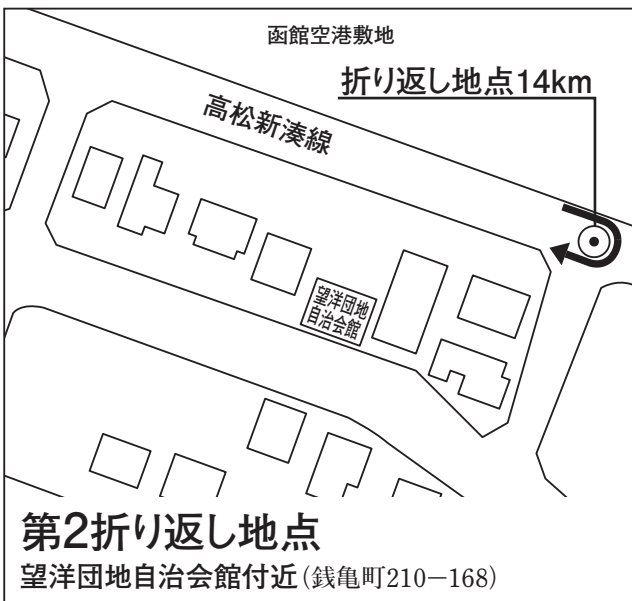 函館空港敷地
折り返し地点14km
高松新湊線
望洋団地
自治会館
第2折り返し地点
望洋団地自治会館付近（銭亀町210−168）